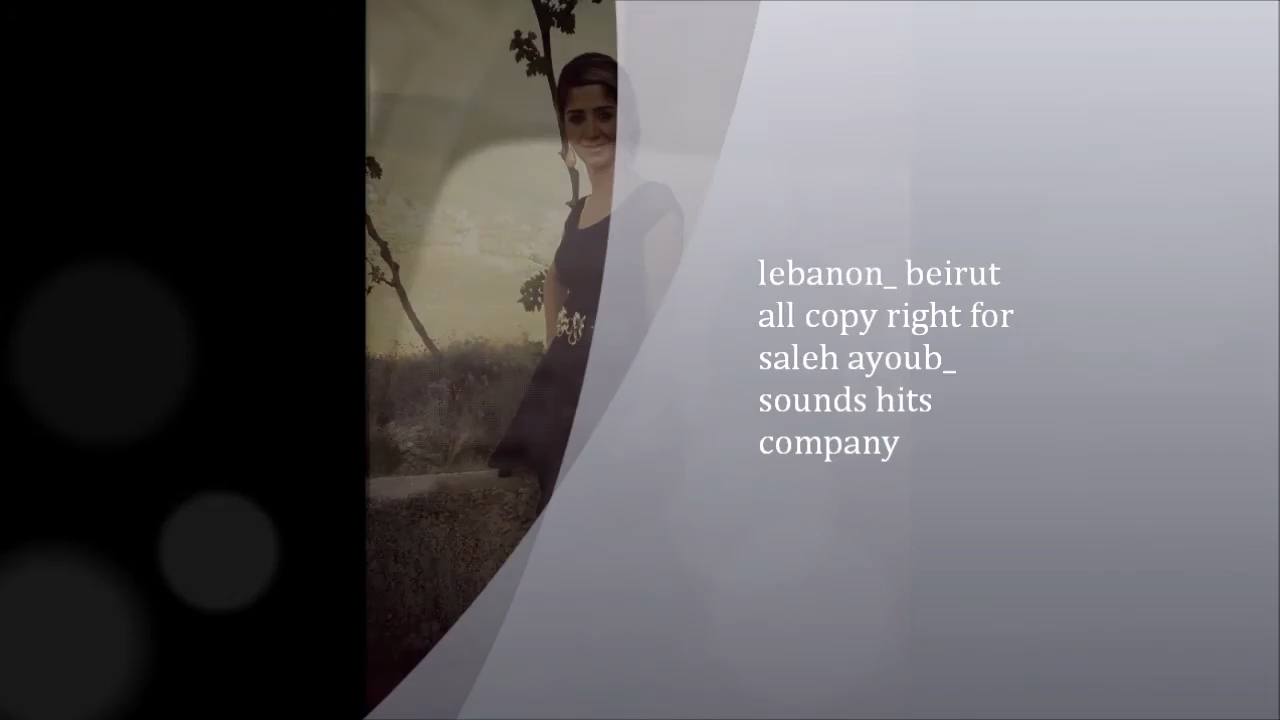 lebanon_ beirut
all copy right for
saleh ayoub_
sounds hits
company